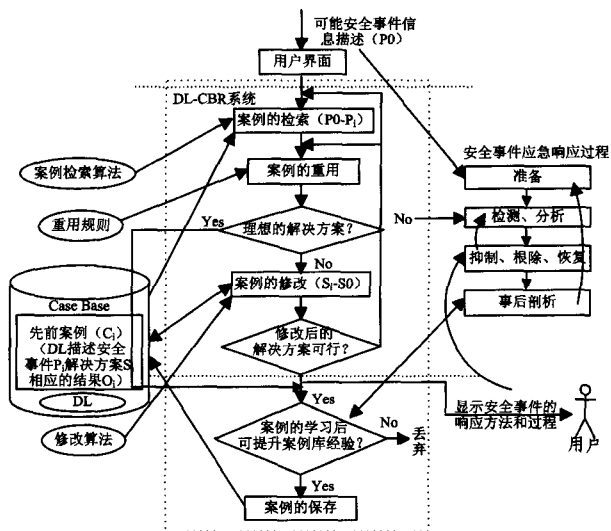 可能安全事件信
息描述（P0）
用户界面
DL-CBR系统
案例的检索（P0-Pi）
安全事件应急响应过程
案例检索算法
案例的重用
准备
重用规则
Yes
理想的解决方案？
No
检测、分析
No
抑制、根除、恢复
案例的修改（Si-S0）
事后剖析
Case Base
先前案例（Ci）
（DL描述安全
事件Pi解决方案Si
相应的结果Oi）
DL
修改后的
解决方案可行？
修改算法
Yes
显示安全事件的
响应方法和过程
案例的学习后
可提升案例库经验？
No
丢
弃
用户
Yes
案例的保存